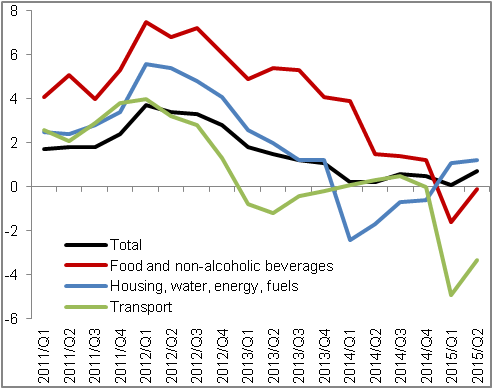 8
6
4
2
0
-2
-4
-6
Total
Food and non-alcoholic beverages
Housing, water, energy, fuels
Transport
2011/Q1
2011/Q2
2011/Q3
2011/Q4
2012/Q1
2012/Q2
2012/Q3
2012/Q4
2013/Q1
2013/Q2
2013/Q3
2013/Q4
2014/Q1
2014/Q2
2014/Q3
2014/Q4
2015/Q1
2015/Q2